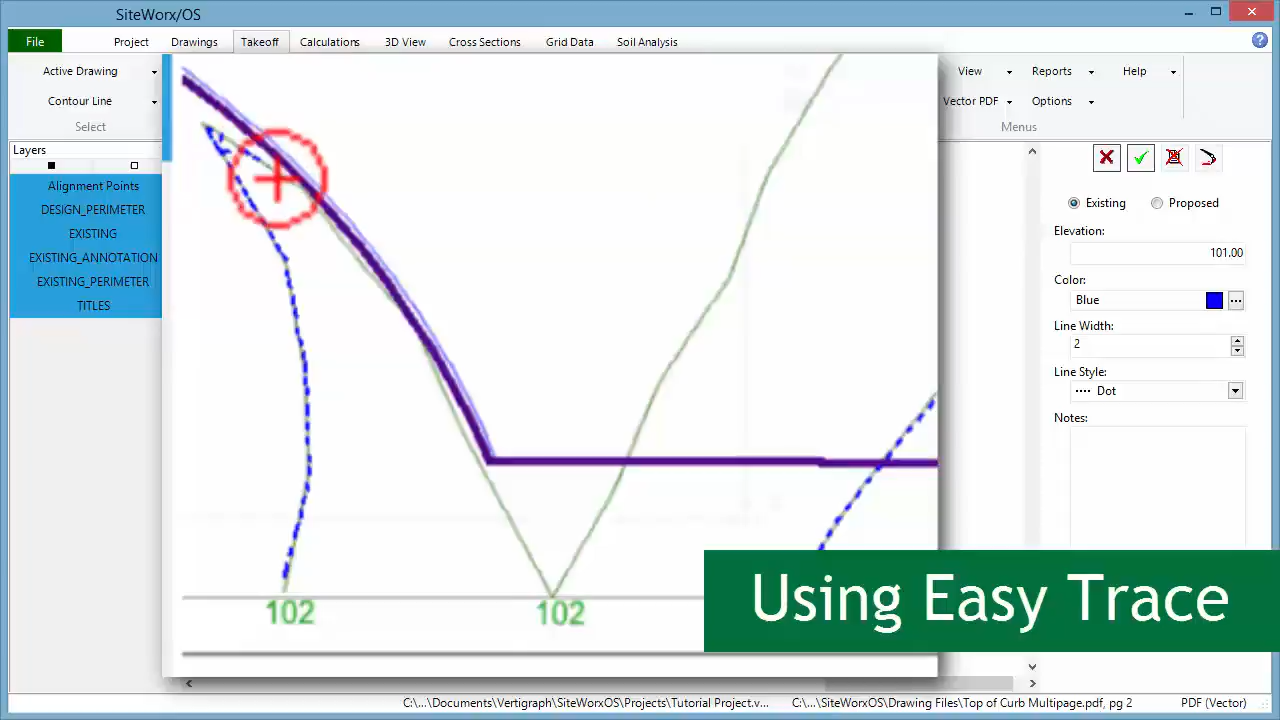 SiteWorx/OS
File Project Drawings Takeoff Calculations 3D View Cross Sections Grid Data Soil Analysis
Active Drawing
Contour Line
Select
View Reports Help
Vector PDF Options
Menus
Layers
Alignment Points
DESIGN_PERIMETER
EXISTING
EXISTING_ANNOTATION
EXISTING_PERIMETER
TITLES
102
102
Existing Proposed
Elevation:
101.00
Color:
Blue
Line Width:
2
Line Style:
Dot
Notes:
Using Easy Trace
C:\...\Documents\Vertigraph\SiteWorxOS\Projects\Tutorial Project.v... C:\...\SiteWorxOS\Drawing Files\Top of Curb Multipage.pdf, pg 2 PDF (Vector)